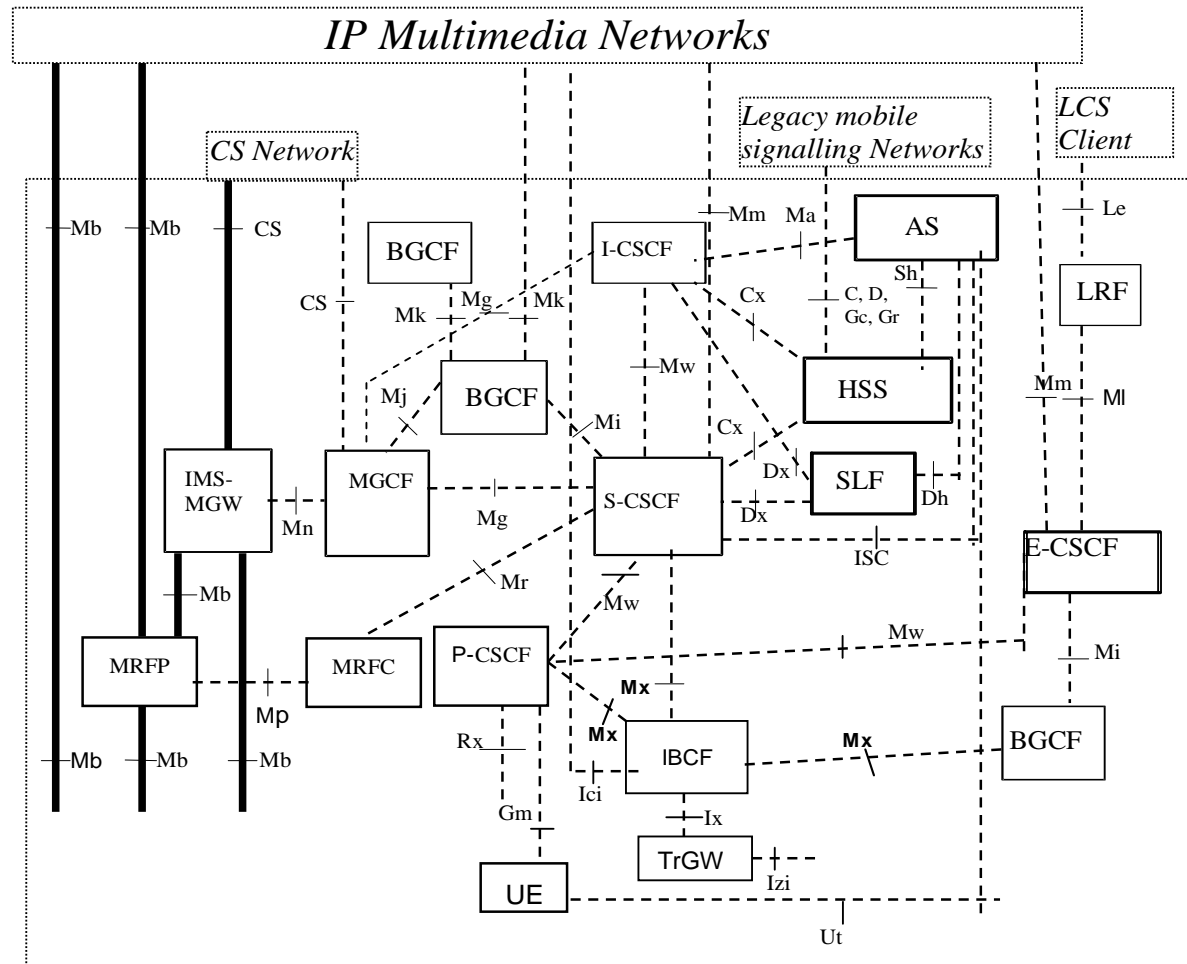 IP Multimedia Networks
CS Network
Legacy mobile
signalling Networks
LCS
Client
Mb
Mb
CS
Mm
Ma
AS
Le
BGCF
I-CSCF
Sh
LRF
CS
Mk
Mg
Mk
Cx
C, D,
Gc, Gr
Mw
Mj
BGCF
Mi
HSS
Mm
Ml
Cx
IMS-
MGW
Mn
MGCF
Mg
S-CSCF
Dx
Dx
SLF
Dh
ISC
E-CSCF
Mr
Mb
Mw
Mw
MRFP
Mp
MRFC
P-CSCF
Mx
Mi
Mb
Mb
Mb
Rx
Mx
IBCF
Mx
BGCF
Ici
Gm
Ix
TrGW
Izi
UE
Ut